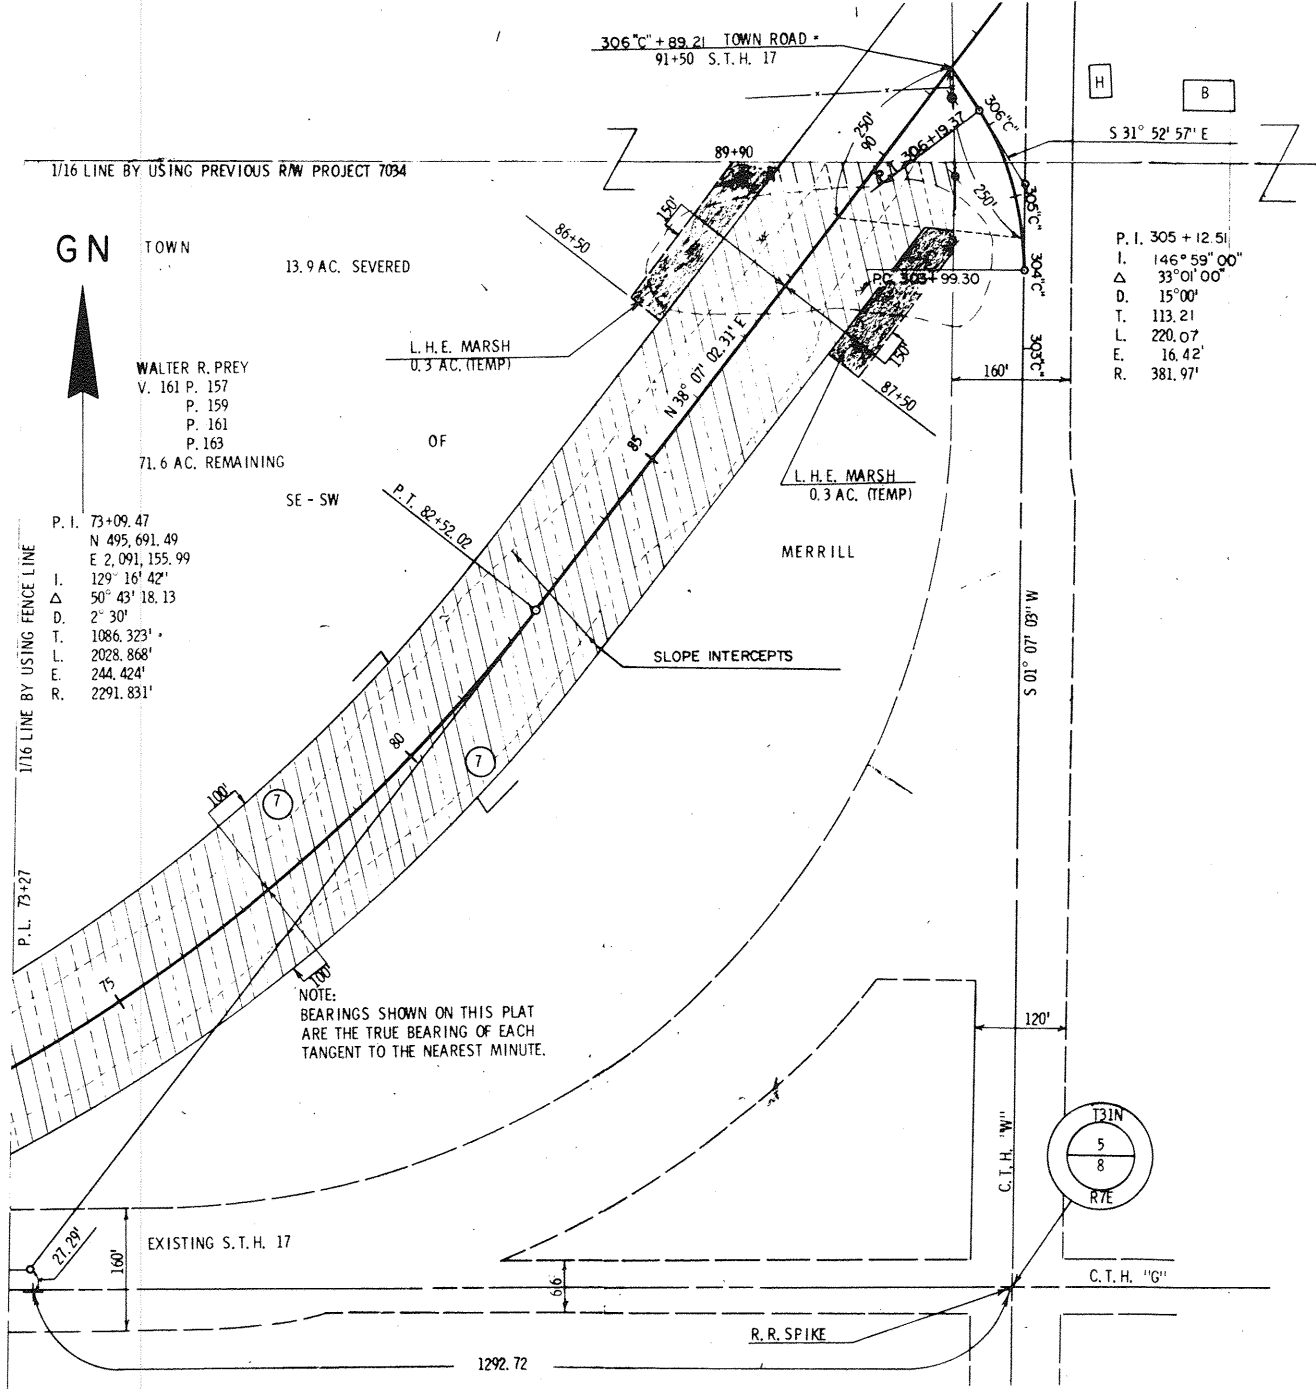 306"C" + 89.21 TOWN ROAD
91+50 S.T.H. 17
H
B
S 31° 52' 57" E
1/16 LINE BY USING PREVIOUS R/W PROJECT 7034
89+90
250'
90
P.T. 306+19.37
306"C"
250'
305"C"
150'
86+50
GN
TOWN
13.9 AC. SEVERED
P.I. 305 + 12.51
I. 146° 59' 00"
Δ 33° 01' 00"
D. 15°00'
T. 113.21
L. 220.07
E. 16.42'
R. 381.97'
P.C. 303+99.30
304"C"
303"C"
160'
L.H.E. MARSH
0.3 AC. (TEMP)
N 38° 07' 02.31" E
150'
87+50
WALTER R. PREY
V. 161 P. 157
P. 159
P. 161
P. 163
71.6 AC. REMAINING
OF
85
L.H.E. MARSH
0.3 AC. (TEMP)
SE - SW
P.T. 82+52.02
MERRILL
P.I. 73+09.47
N 495,691.49
E 2,091,155.99
I. 129° 16' 42"
Δ 50° 43' 18.13
D. 2° 30'
T. 1086.323'
L. 2028.868'
E. 244.424'
R. 2291.831'
1/16 LINE BY USING FENCE LINE
S 01° 07' 03" W
SLOPE INTERCEPTS
80
7
100'
7
P.L. 73+27
75
100'
NOTE:
BEARINGS SHOWN ON THIS PLAT
ARE THE TRUE BEARING OF EACH
TANGENT TO THE NEAREST MINUTE.
120'
C.T.H. "W"
T31N
5
8
R7E
27.29'
160'
EXISTING S.T.H. 17
66'
C.T.H. "G"
R.R. SPIKE
1292.72